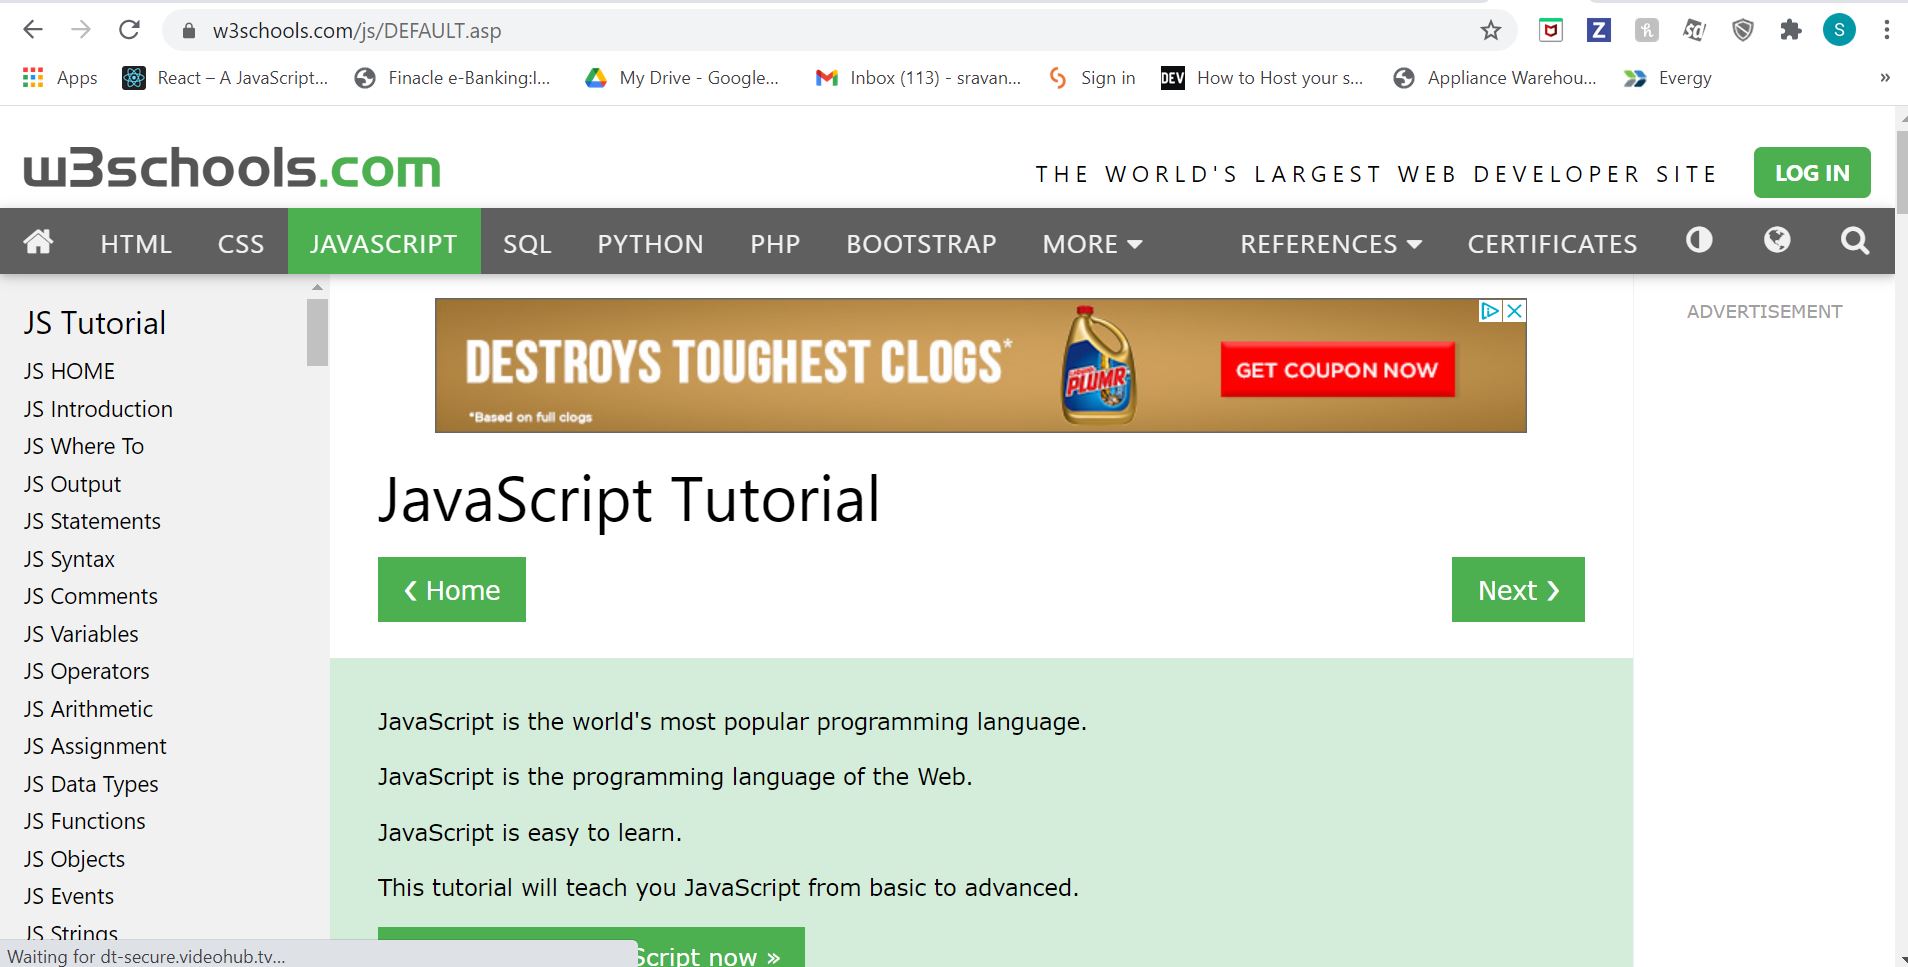 w3schools.com/js/DEFAULT.asp
S
Apps React – A JavaScript... Finacle e-Banking:I... My Drive - Google... Inbox (113) - sravan... Sign in DEV How to Host your s... Appliance Warehou... Evergy »
w3schools.com
THE WORLD'S LARGEST WEB DEVELOPER SITE
LOG IN
HTML CSS JAVASCRIPT SQL PYTHON PHP BOOTSTRAP MORE REFERENCES CERTIFICATES
JS Tutorial
JS HOME
JS Introduction
JS Where To
JS Output
JS Statements
JS Syntax
JS Comments
JS Variables
JS Operators
JS Arithmetic
JS Assignment
JS Data Types
JS Functions
JS Objects
JS Events
JS Strings
DESTROYS TOUGHEST CLOGS*
*Based on full clogs
PLUMR
GET COUPON NOW
ADVERTISEMENT
JavaScript Tutorial
❮ Home
Next ❯
JavaScript is the world's most popular programming language.
JavaScript is the programming language of the Web.
JavaScript is easy to learn.
This tutorial will teach you JavaScript from basic to advanced.
Script now »
Waiting for dt-secure.videohub.tv...